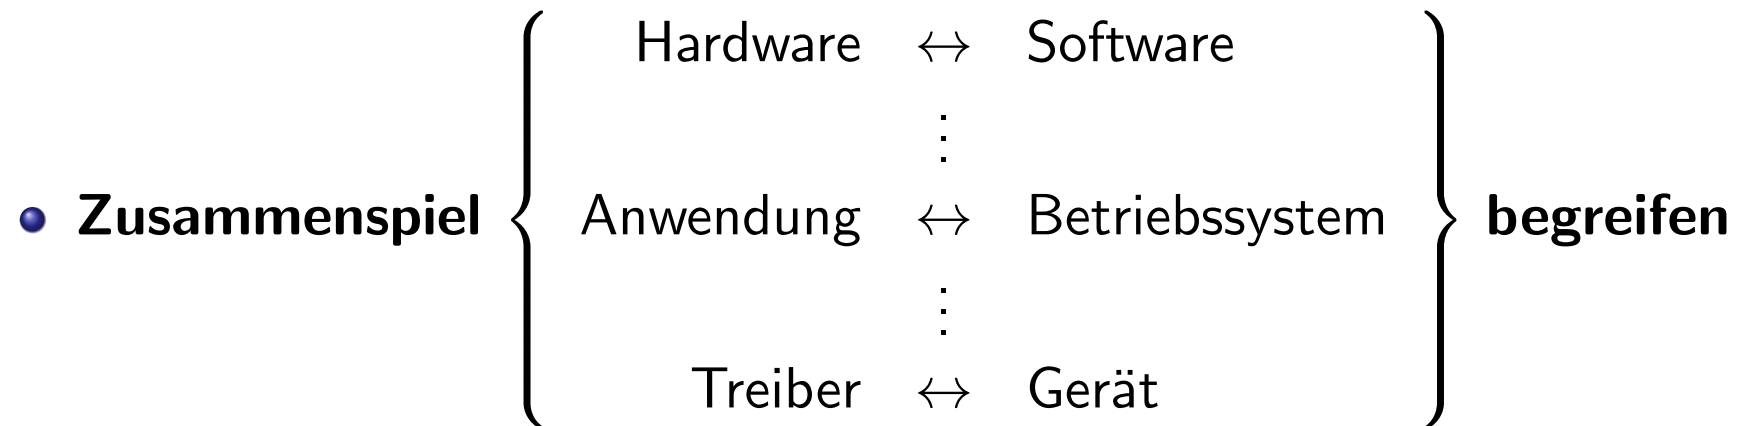 Hardware ↔ Software
⋮
• Zusammenspiel { Anwendung ↔ Betriebssystem } begreifen
⋮
Treiber ↔ Gerät